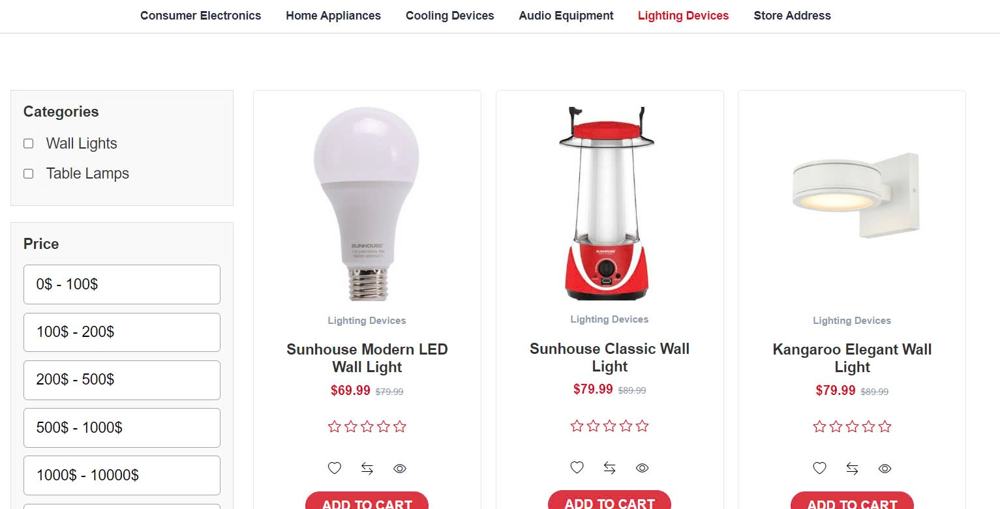 Consumer Electronics Home Appliances Cooling Devices Audio Equipment Lighting Devices Store Address
Categories
Wall Lights
Table Lamps
Price
0$ - 100$
100$ - 200$
200$ - 500$
500$ - 1000$
1000$ - 10000$
SUNHOUSE
Lighting Devices
Sunhouse Modern LED
Wall Light
$69.99 $79.99
ADD TO CART
SUNHOUSE
Lighting Devices
Sunhouse Classic Wall
Light
$79.99 $89.99
ADD TO CART
Lighting Devices
Kangaroo Elegant Wall
Light
$79.99 $89.99
ADD TO CART